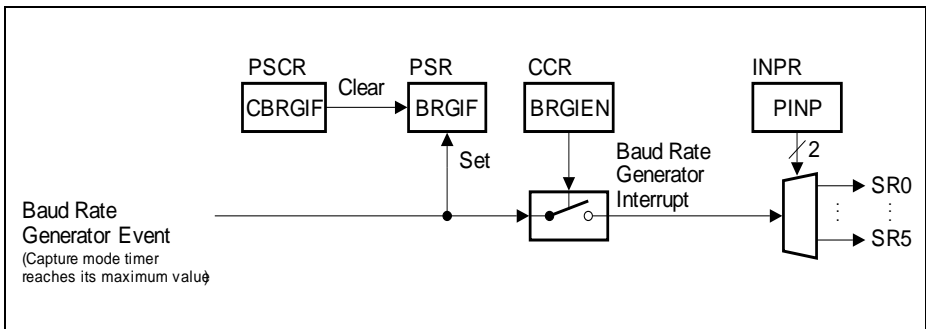 PSCR
PSR
CCR
INPR
Clear
CBRGIF
BRGIF
BRGIEN
PINP
2
Set
Baud Rate
Generator
Interrupt
SR0
SR5
Baud Rate
Generator Event
(Capture mode timer
reaches its maximum value)